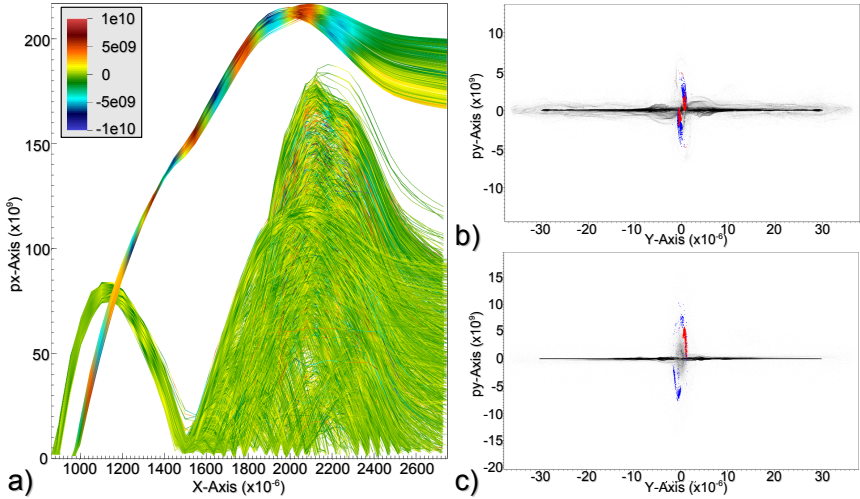 1e10
5e09
0
-5e09
-1e10
200
150
100
50
0
px-Axis (x10⁹)
1000 1200 1400 1600 1800 2000 2200 2400 2600
X-Axis (x10⁻⁶)
a)
10
5
0
-5
-10
py-Axis (x10⁹)
-30 -20 -10 0 10 20 30
Y-Axis (x10⁻⁶)
b)
15
10
5
0
-5
-10
-15
-20
py-Axis (x10⁹)
-30 -20 -10 0 10 20 30
Y-Axis (x10⁻⁶)
c)